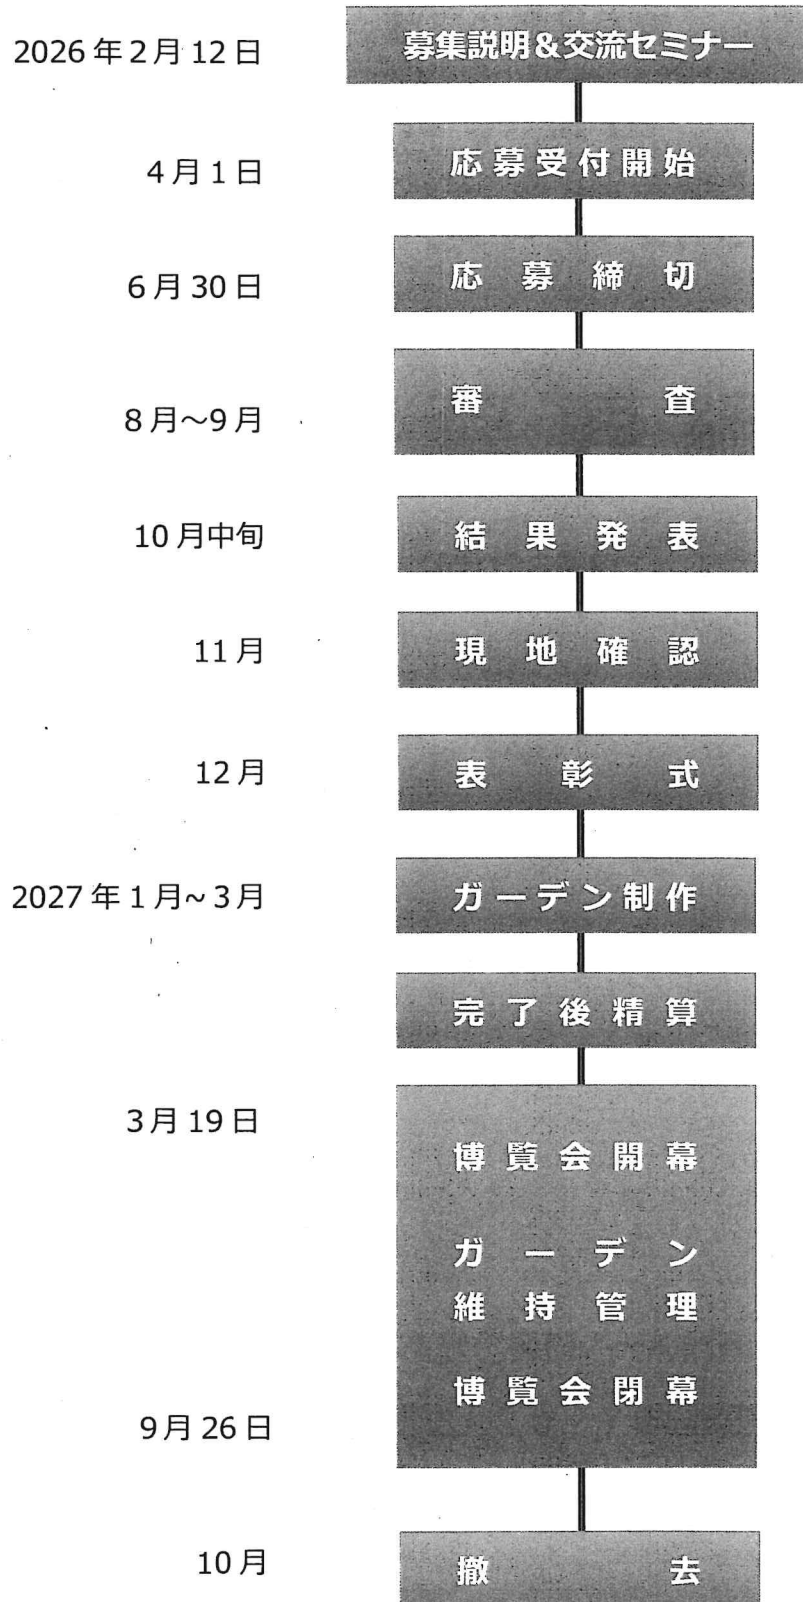 2026年2月12日 募集説明＆交流セミナー
4月1日 応募受付開始
6月30日 応募締切
8月～9月 審査
10月中旬 結果発表
11月 現地確認
12月 表彰式
2027年1月~3月 ガーデン制作
完了後精算
3月19日 博覧会開幕
ガーデン
維持管理
博覧会閉幕
9月26日
10月 撤去